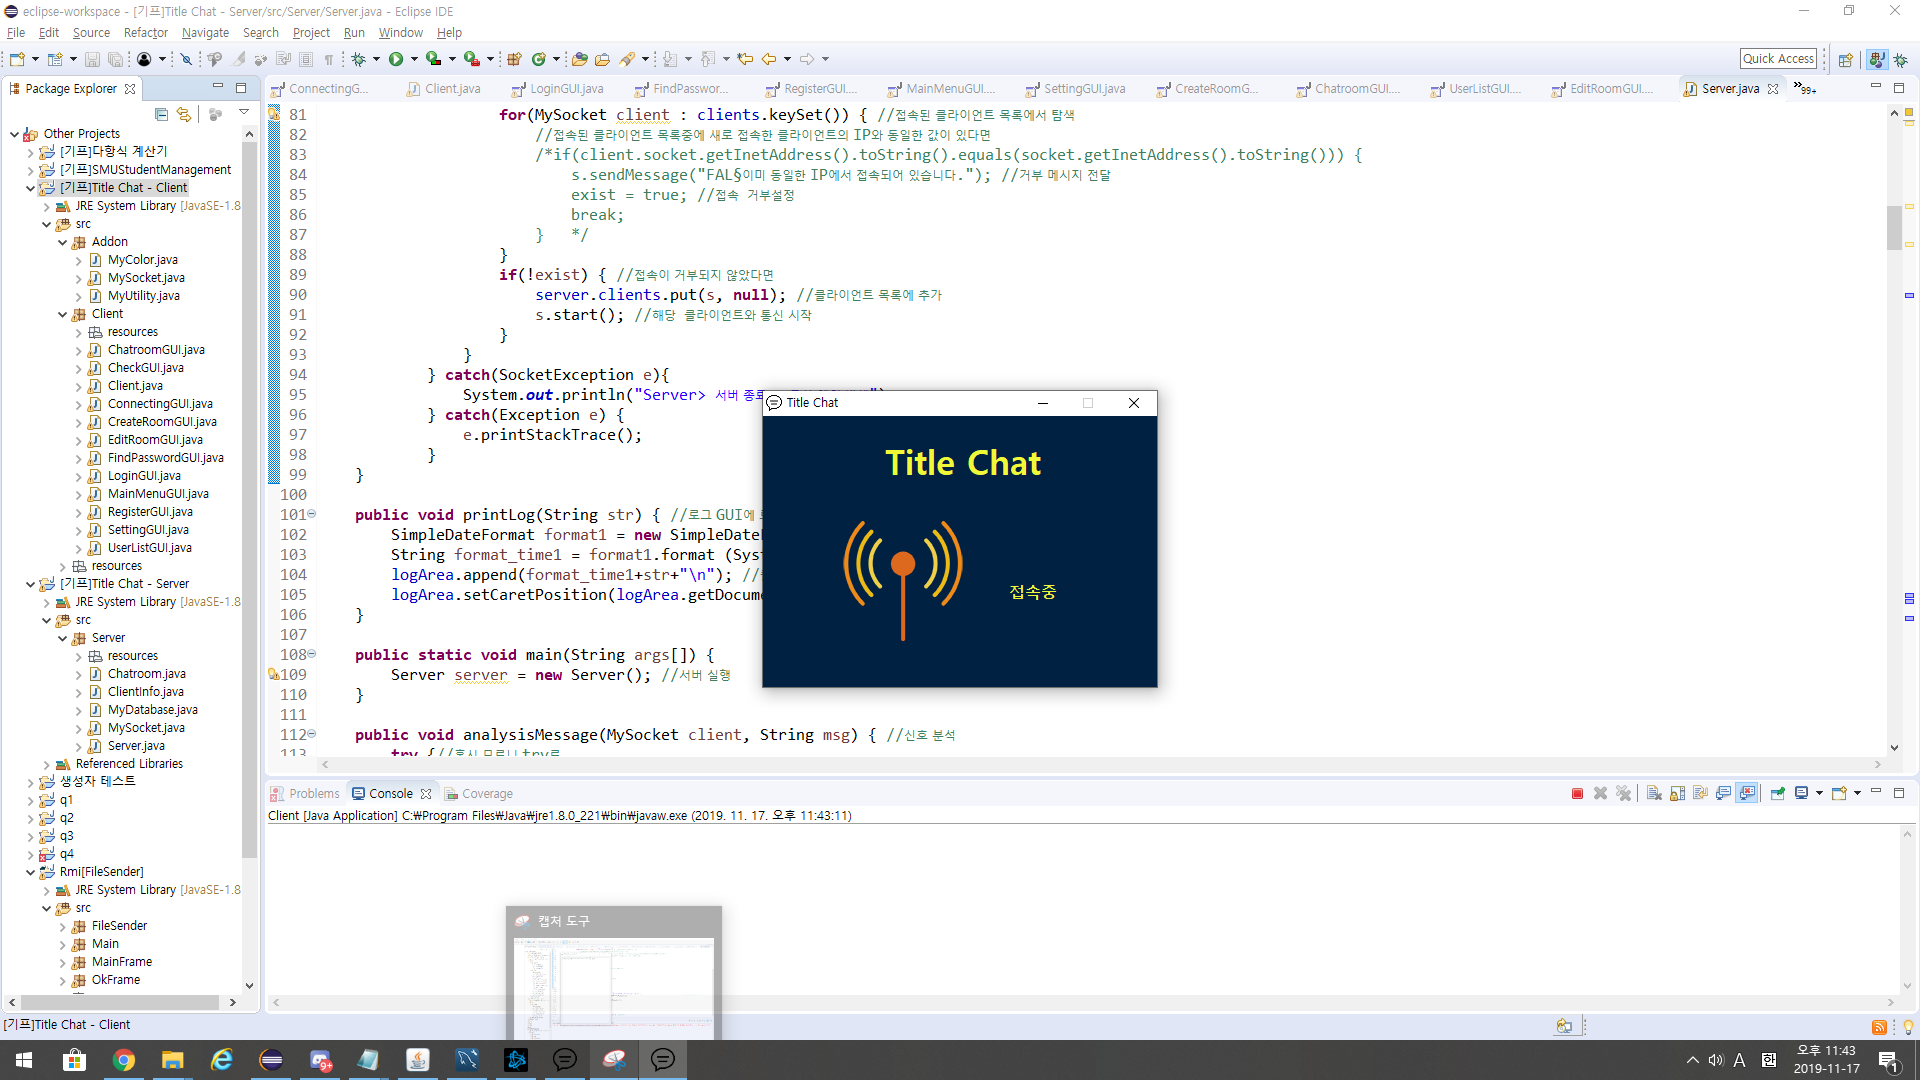 eclipse-workspace - [기프]Title Chat - Server/src/Server/Server.java - Eclipse IDE
File Edit Source Refactor Navigate Search Project Run Window Help
Quick Access
Package Explorer
ConnectingG... Client.java LoginGUI.java FindPasswor... RegisterGUI.... MainMenuGUI.... SettingGUI.java CreateRoomG... ChatroomGUI.... UserListGUI.... EditRoomGUI.... Server.java 99+
Other Projects
[기프]다항식 계산기
[기프]SMUStudentManagement
[기프]Title Chat - Client
JRE System Library [JavaSE-1.8
src
Addon
MyColor.java
MySocket.java
MyUtility.java
Client
resources
ChatroomGUI.java
CheckGUI.java
Client.java
ConnectingGUI.java
CreateRoomGUI.java
EditRoomGUI.java
FindPasswordGUI.java
LoginGUI.java
MainMenuGUI.java
RegisterGUI.java
SettingGUI.java
UserListGUI.java
resources
[기프]Title Chat - Server
JRE System Library [JavaSE-1.8
src
Server
resources
Chatroom.java
ClientInfo.java
MyDatabase.java
MySocket.java
Server.java
Referenced Libraries
생성자 테스트
q1
q2
q3
q4
Rmi[FileSender]
JRE System Library [JavaSE-1.8
src
FileSender
Main
MainFrame
OkFrame
81 for(MySocket client : clients.keySet()) { //접속된 클라이언트 목록에서 탐색
82 //접속된 클라이언트 목록중에 새로 접속한 클라이언트의 IP와 동일한 값이 있다면
83 /*if(client.socket.getInetAddress().toString().equals(socket.getInetAddress().toString())) {
84 s.sendMessage("FAL§이미 동일한 IP에서 접속되어 있습니다."); //거부 메시지 전달
85 exist = true; //접속 거부설정
86 break;
87 } */
88 }
89 if(!exist) { //접속이 거부되지 않았다면
90 server.clients.put(s, null); //클라이언트 목록에 추가
91 s.start(); //해당 클라이언트와 통신 시작
92 }
93 }
94 } catch(SocketException e){
95 System.out.println("Server> 서버 종료
96 } catch(Exception e) {
97 e.printStackTrace();
98 }
99 }
100
101 public void printLog(String str) { //로그 GUI에
102 SimpleDateFormat format1 = new SimpleDate
103 String format_time1 = format1.format (Sys
104 logArea.append(format_time1+str+"\n"); //
105 logArea.setCaretPosition(logArea.getDocum
106 }
107
108 public static void main(String args[]) {
109 Server server = new Server(); //서버 실행
110 }
111
112 public void analysisMessage(MySocket client, String msg) { //신호 분석
113 try {//혹시 모르니 try로
Title Chat
Title Chat
접속중
Problems Console Coverage
Client [Java Application] C:₩Program Files₩Java₩jre1.8.0_221₩bin₩javaw.exe (2019. 11. 17. 오후 11:43:11)
캡처 도구
[기프]Title Chat - Client
9+
A 한
오후 11:43
2019-11-17
1